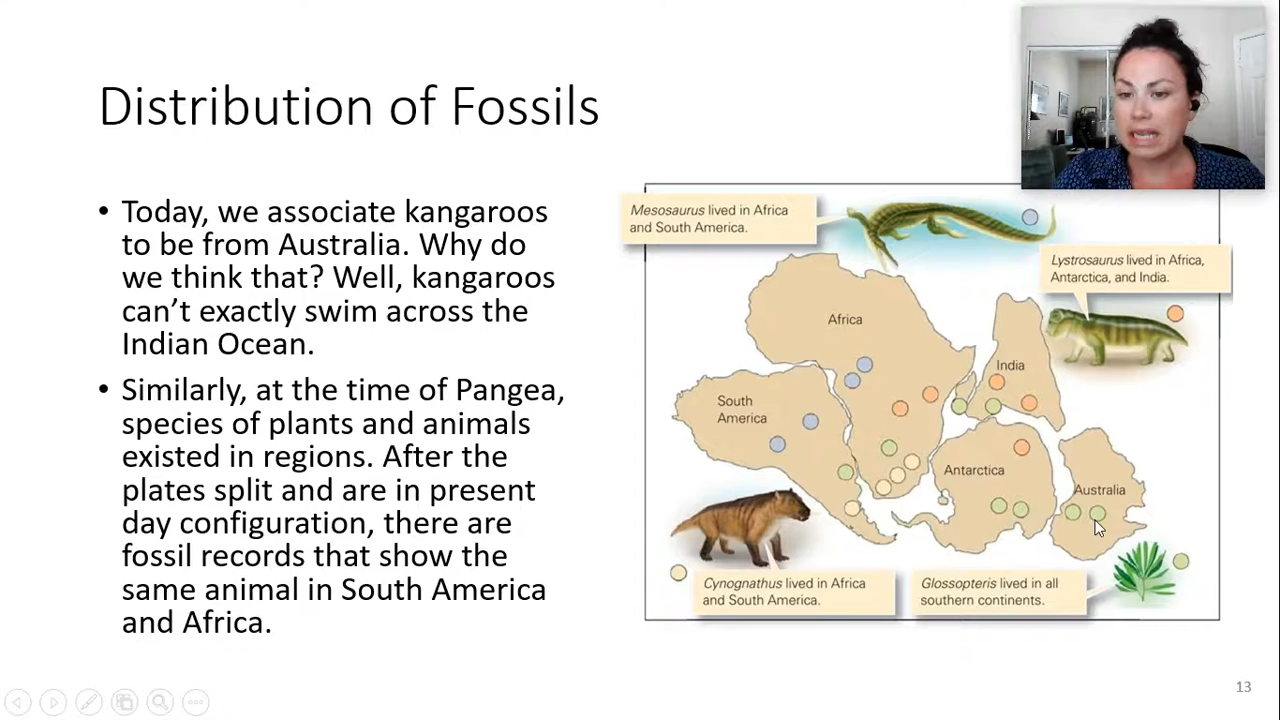 Distribution of Fossils
• Today, we associate kangaroos
to be from Australia. Why do
we think that? Well, kangaroos
can’t exactly swim across the
Indian Ocean.
• Similarly, at the time of Pangea,
species of plants and animals
existed in regions. After the
plates split and are in present
day configuration, there are
fossil records that show the
same animal in South America
and Africa.
Mesosaurus lived in Africa
and South America.
Lystrosaurus lived in Africa,
Antarctica, and India.
Africa
India
South
America
Antarctica
Australia
Cynognathus lived in Africa
and South America.
Glossopteris lived in all
southern continents.
13